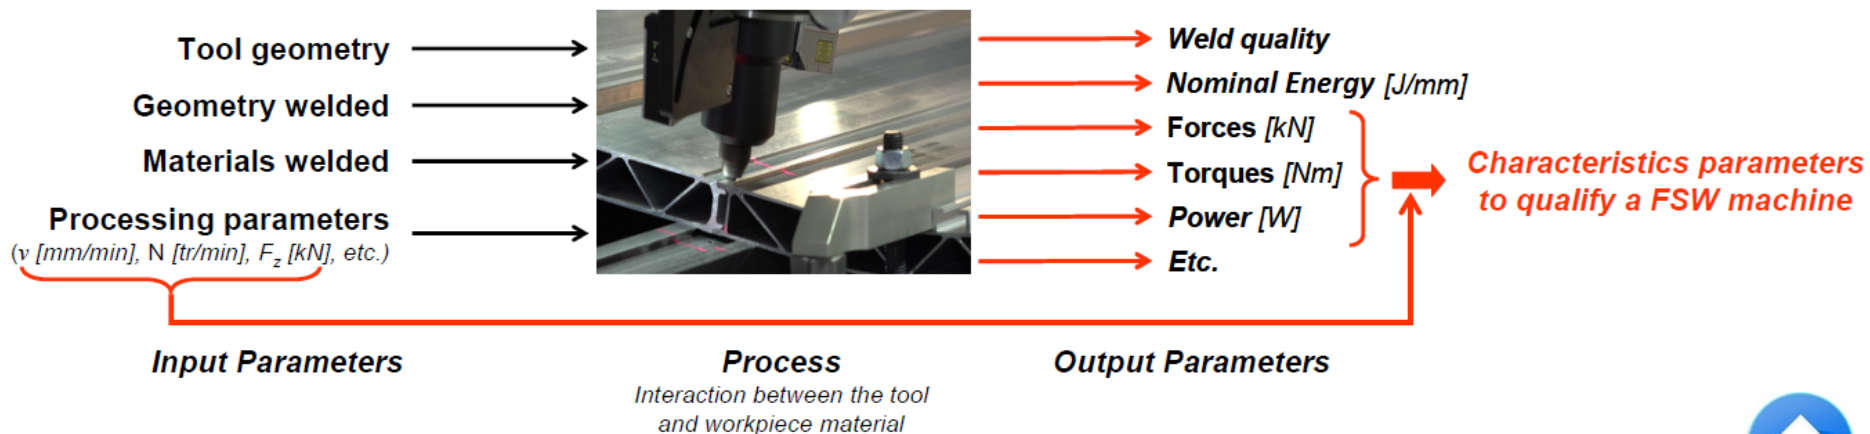 Tool geometry
Geometry welded
Materials welded
Processing parameters
(v [mm/min], N [tr/min], Fz [kN], etc.)
Weld quality
Nominal Energy [J/mm]
Forces [kN]
Torques [Nm]
Power [W]
Etc.
Characteristics parameters
to qualify a FSW machine
Input Parameters
Process
Interaction between the tool
and workpiece material
Output Parameters